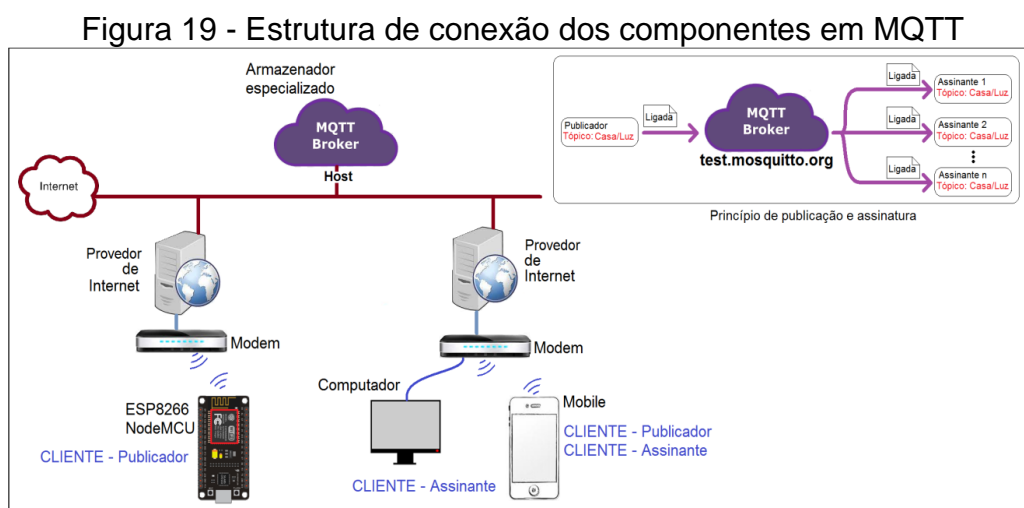 Figura 19 - Estrutura de conexão dos componentes em MQTT
Armazenador
especializado
MQTT
Broker
Host
Internet
Provedor
de
Internet
Modem
ESP8266
NodeMCU
CLIENTE - Publicador
Provedor
de
Internet
Modem
Computador
CLIENTE - Assinante
Mobile
CLIENTE - Publicador
CLIENTE - Assinante
Publicador
Tópico: Casa/Luz
Ligada
MQTT
Broker
test.mosquitto.org
Ligada
Assinante 1
Tópico: Casa/Luz
Ligada
Assinante 2
Tópico: Casa/Luz
Ligada
Assinante n
Tópico: Casa/Luz
Princípio de publicação e assinatura